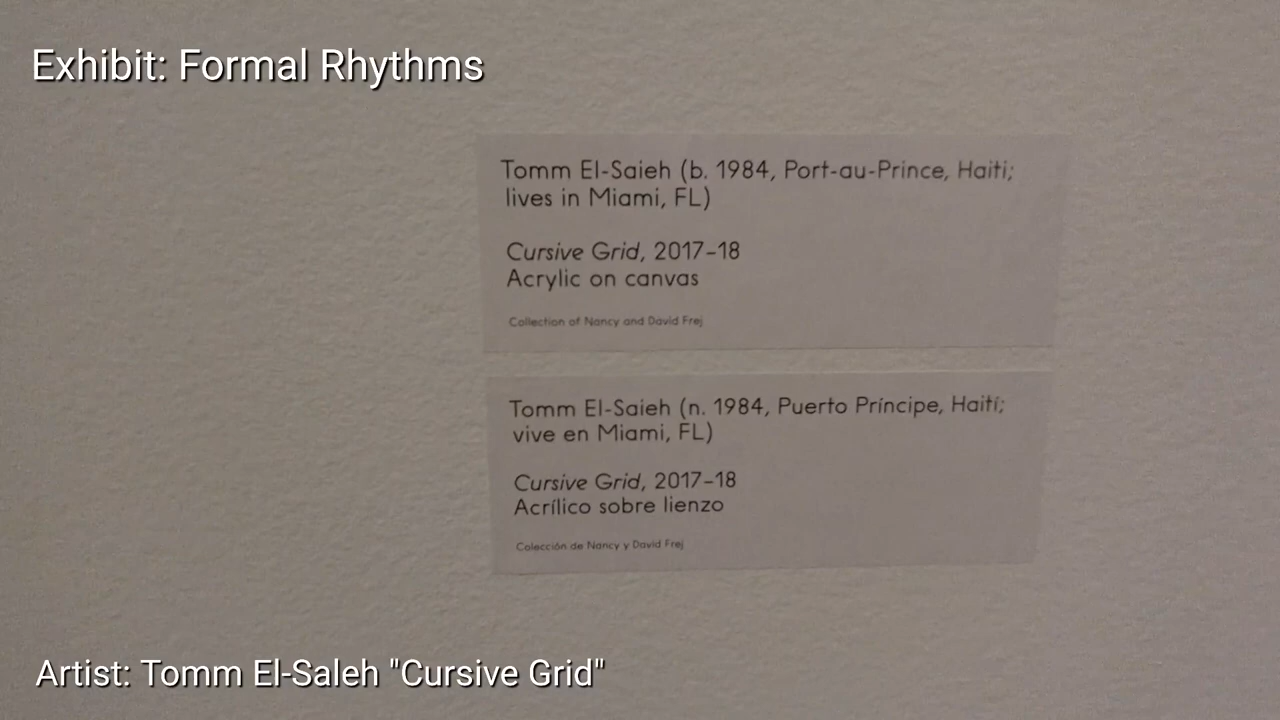 Exhibit: Formal Rhythms
Tomm El-Saieh (b. 1984, Port-au-Prince, Haiti;
lives in Miami, FL)
Cursive Grid, 2017–18
Acrylic on canvas
Collection of Nancy and David Frej
Tomm El-Saieh (n. 1984, Puerto Príncipe, Haití;
vive en Miami, FL)
Cursive Grid, 2017–18
Acrílico sobre lienzo
Colección de Nancy y David Frej
Artist: Tomm El-Saleh "Cursive Grid"